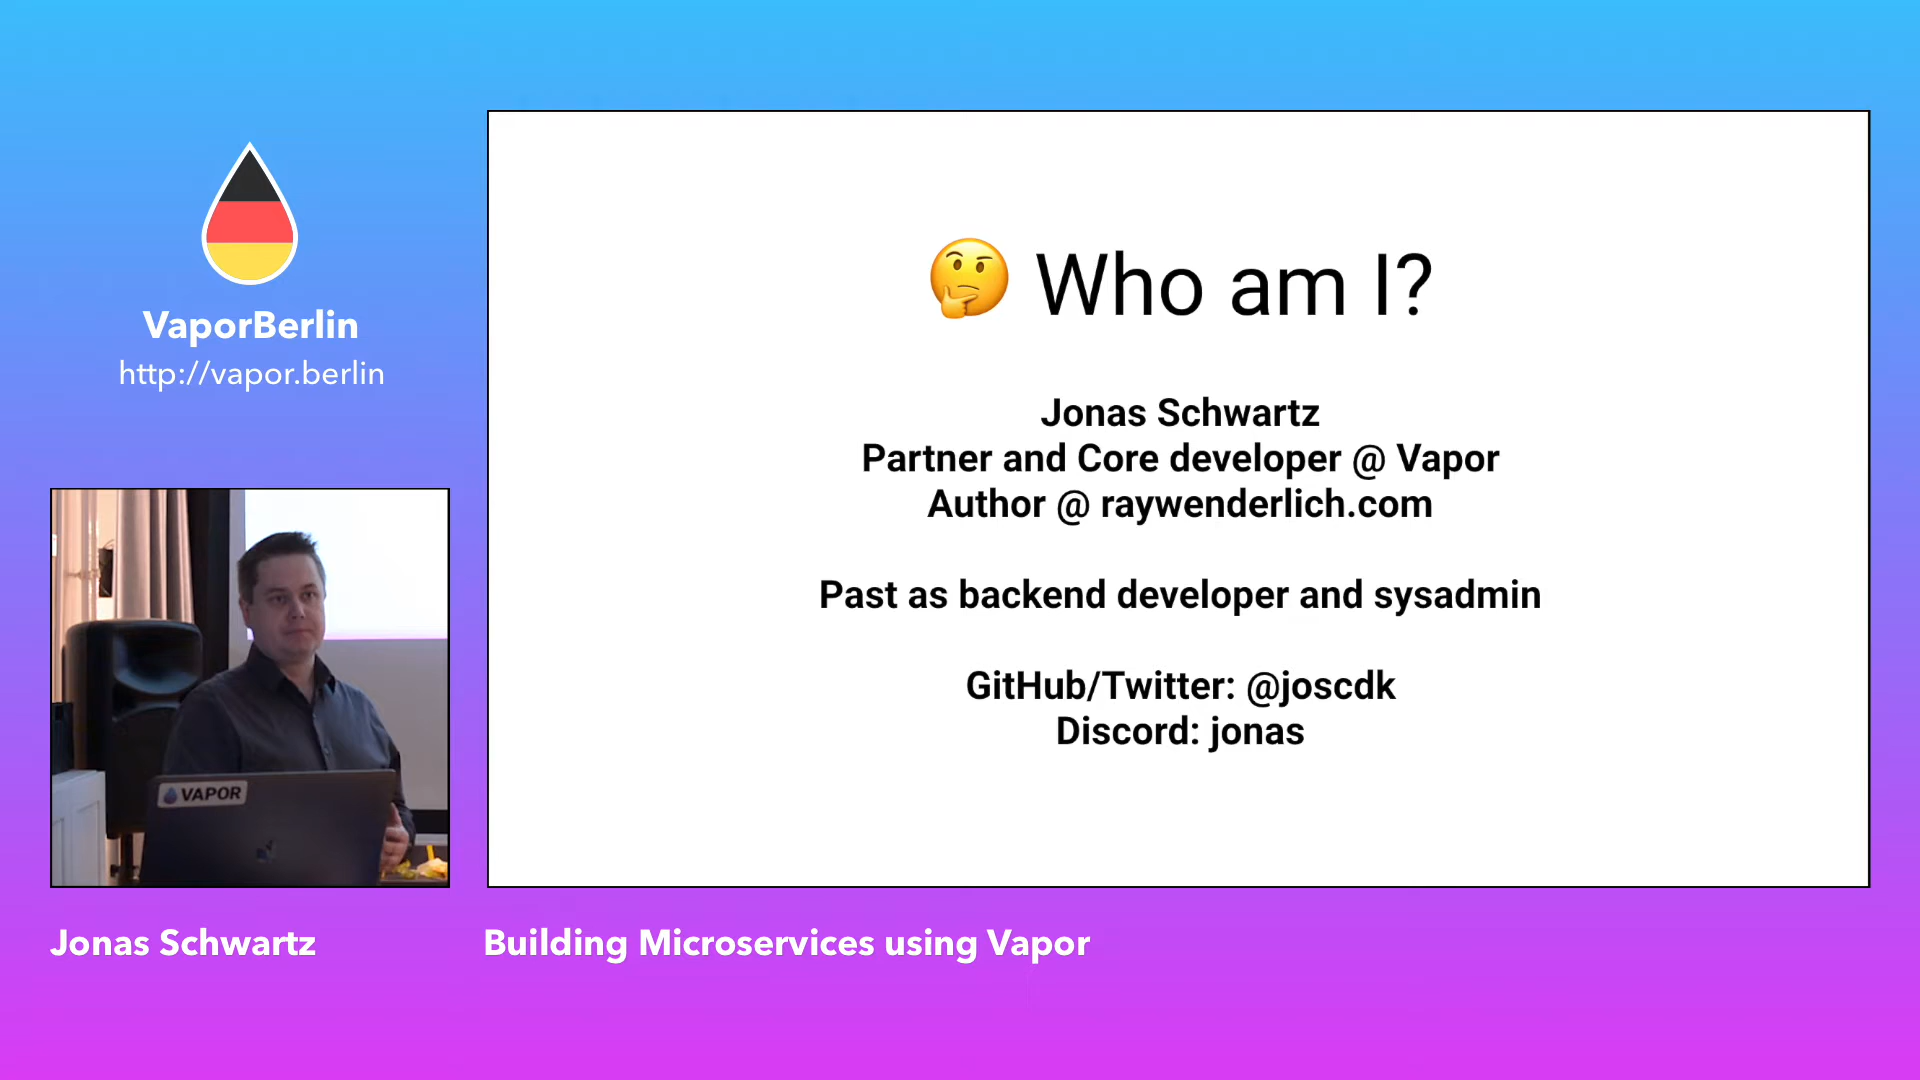 VaporBerlin
http://vapor.berlin
🤔 Who am I?
Jonas Schwartz
Partner and Core developer @ Vapor
Author @ raywenderlich.com
Past as backend developer and sysadmin
GitHub/Twitter: @joscdk
Discord: jonas
VAPOR
Jonas Schwartz
Building Microservices using Vapor